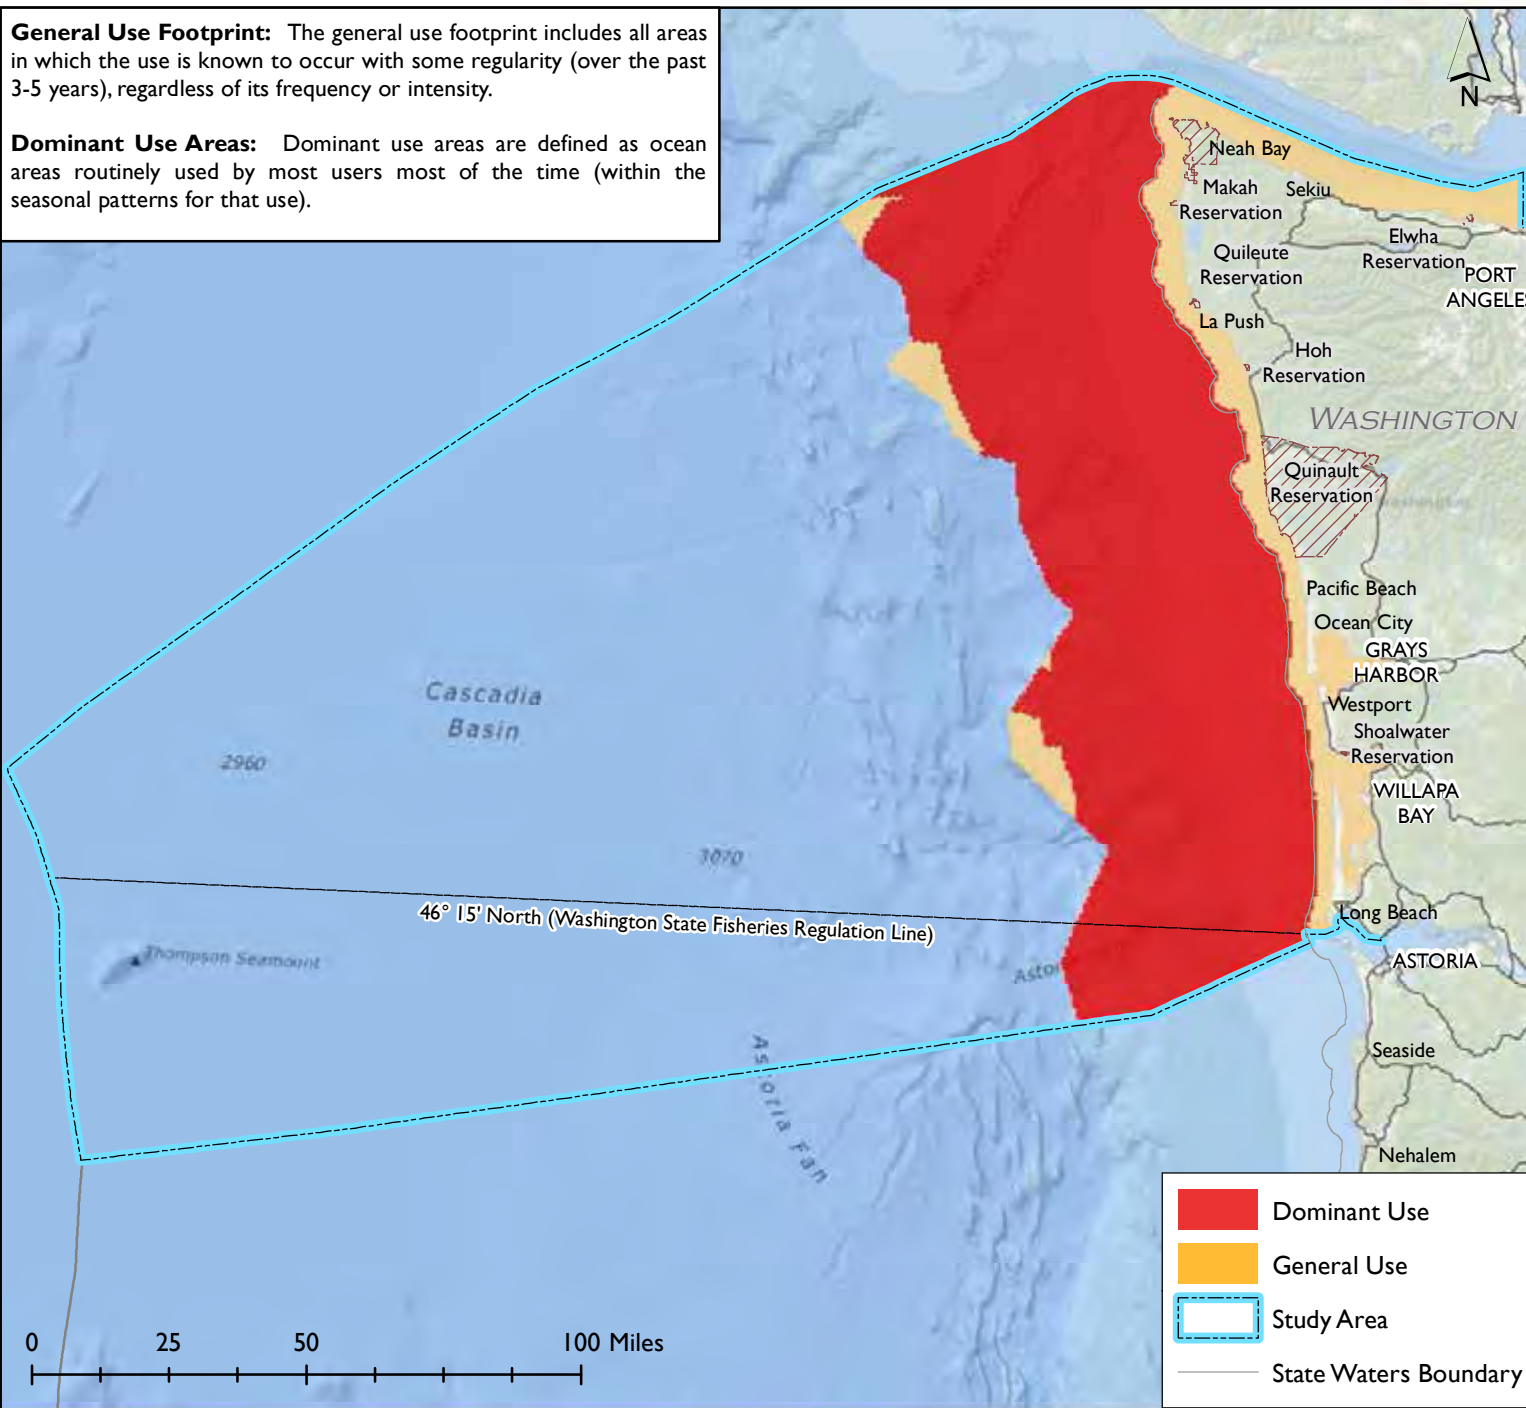 General Use Footprint: The general use footprint includes all areas
in which the use is known to occur with some regularity (over the past
3-5 years), regardless of its frequency or intensity.
Dominant Use Areas: Dominant use areas are defined as ocean
areas routinely used by most users most of the time (within the
seasonal patterns for that use).
N
Neah Bay
Makah
Reservation
Sekiu
Elwha
Reservation
PORT
ANGELES
Quileute
Reservation
La Push
Hoh
Reservation
WASHINGTON
Quinault
Reservation
Washington
Pacific Beach
Ocean City
GRAYS
HARBOR
Westport
Shoalwater
Reservation
WILLAPA
BAY
Cascadia
Basin
2960
3070
46° 15' North (Washington State Fisheries Regulation Line)
Long Beach
Thompson Seamount
Astor
ASTORIA
Astoria Fan
Seaside
Nehalem
Dominant Use
General Use
Study Area
State Waters Boundary
0 25 50 100 Miles